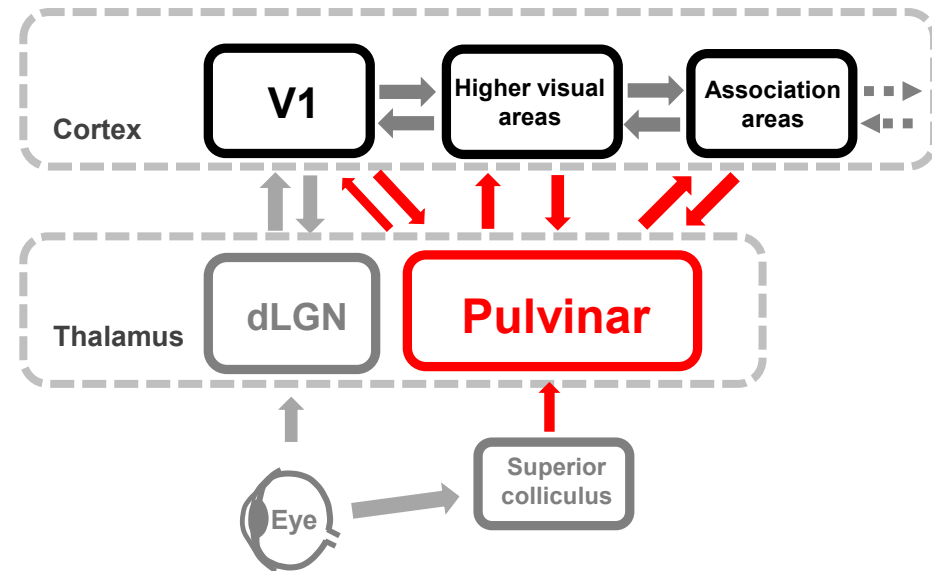 Cortex
V1
Higher visual
areas
Association
areas
Thalamus
dLGN
Pulvinar
Eye
Superior
colliculus